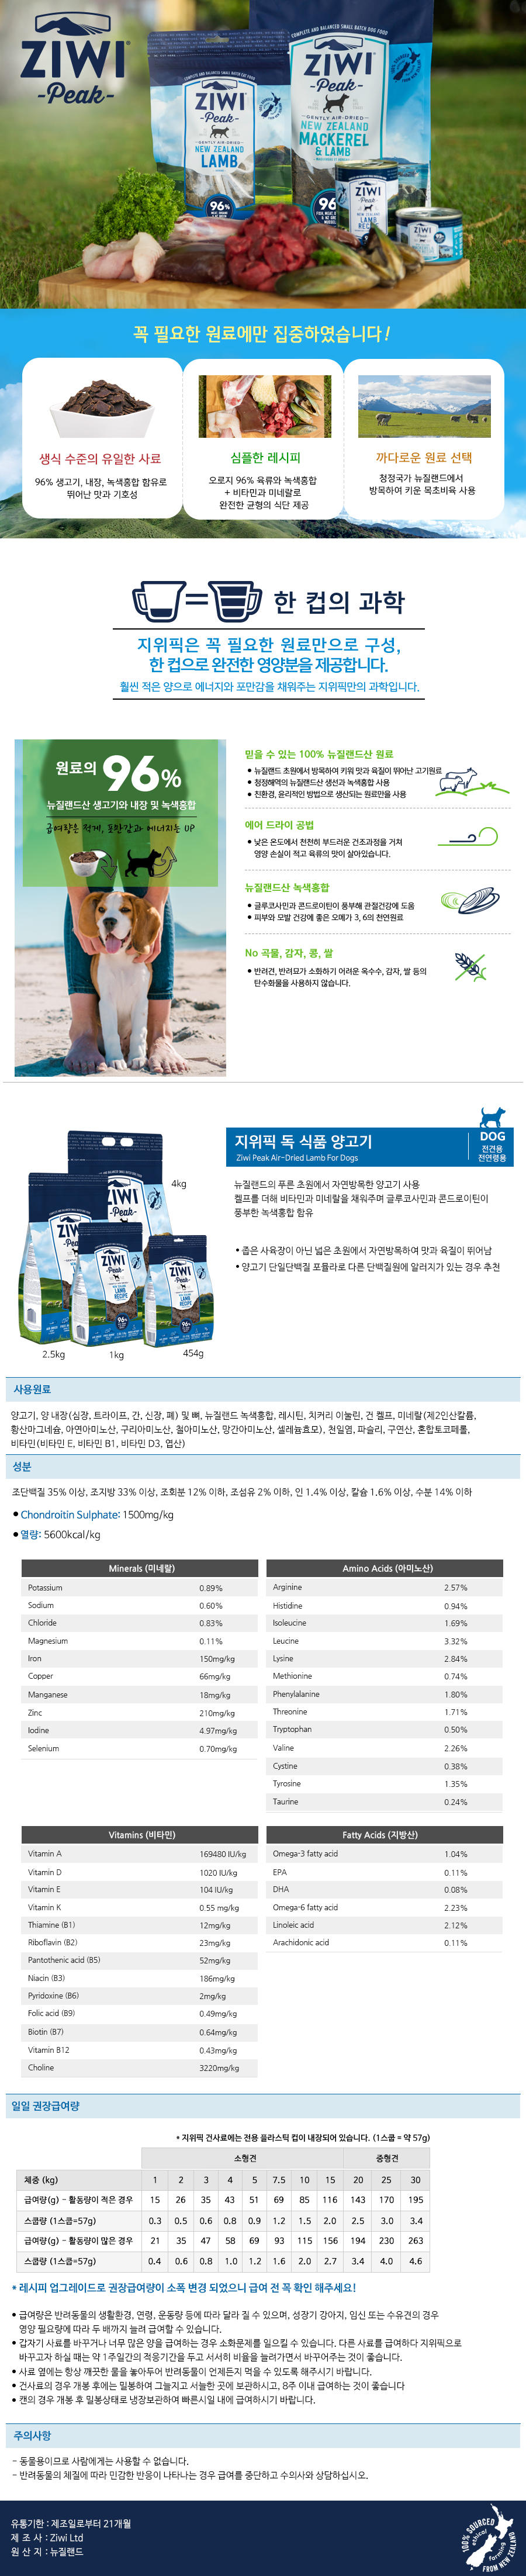 ZIWI
Peak
COMPLETE AND BALANCED SMALL BATCH DOG FOOD
ZIWI
Peak
GENTLY AIR-DRIED
NEW ZEALAND
LAMB
96%
ZIWI
Peak
GENTLY AIR-DRIED
NEW ZEALAND
MACKEREL
& LAMB
96
ZIWI
Peak
ZIWI
Peak
꼭 필요한 원료에만 집중하였습니다!
생식 수준의 유일한 사료
96% 생고기, 내장, 녹색홍합 함유로
뛰어난 맛과 기호성
심플한 레시피
오로지 96% 육류와 녹색홍합
+ 비타민과 미네랄로
완전한 균형의 식단 제공
까다로운 원료 선택
청정국가 뉴질랜드에서
방목하여 키운 목초비육 사용
한 컵의 과학
지위픽은 꼭 필요한 원료만으로 구성,
한 컵으로 완전한 영양분을 제공합니다.
훨씬 적은 양으로 에너지와 포만감을 채워주는 지위픽만의 과학입니다.
원료의 96%
뉴질랜드산 생고기와 내장 및 녹색홍합
급여량은 적게, 포만감과 에너지는 UP
믿을 수 있는 100% 뉴질랜드산 원료
● 뉴질랜드 초원에서 방목하여 키워 맛과 육질이 뛰어난 고기원료
● 청정해역의 뉴질랜드산 생선과 녹색홍합 사용
● 친환경, 윤리적인 방법으로 생산되는 원료만을 사용
에어 드라이 공법
● 낮은 온도에서 천천히 부드러운 건조과정을 거쳐
영양 손실이 적고 육류의 맛이 살아있습니다.
뉴질랜드산 녹색홍합
● 글루코사민과 콘드로이틴이 풍부해 관절건강에 도움
● 피부와 모발 건강에 좋은 오메가 3, 6의 천연원료
No 곡물, 감자, 콩, 쌀
● 반려견, 반려묘가 소화하기 어려운 옥수수, 감자, 쌀 등의
탄수화물을 사용하지 않습니다.
지위픽 독 식품 양고기
Ziwi Peak Air-Dried Lamb For Dogs
DOG
전견용
전연령용
뉴질랜드의 푸른 초원에서 자연방목한 양고기 사용
켈프를 더해 비타민과 미네랄을 채워주며 글루코사민과 콘드로이틴이
풍부한 녹색홍합 함유
• 좁은 사육장이 아닌 넓은 초원에서 자연방목하여 맛과 육질이 뛰어남
• 양고기 단일단백질 포뮬라로 다른 단백질원에 알러지가 있는 경우 추천
4kg
2.5kg
1kg
454g
사용원료
양고기, 양 내장(심장, 트라이프, 간, 신장, 폐) 및 뼈, 뉴질랜드 녹색홍합, 레시틴, 치커리 이눌린, 건 켈프, 미네랄(제2인산칼륨,
황산마그네슘, 아연아미노산, 구리아미노산, 철아미노산, 망간아미노산, 셀레늄효모), 천일염, 파슬리, 구연산, 혼합토코페롤,
비타민(비타민 E, 비타민 B1, 비타민 D3, 엽산)
성분
조단백질 35% 이상, 조지방 33% 이상, 조회분 12% 이하, 조섬유 2% 이하, 인 1.4% 이상, 칼슘 1.6% 이상, 수분 14% 이하
● Chondroitin Sulphate: 1500mg/kg
● 열량: 5600kcal/kg
Minerals (미네랄)
Potassium 0.89%
Sodium 0.60%
Chloride 0.83%
Magnesium 0.11%
Iron 150mg/kg
Copper 66mg/kg
Manganese 18mg/kg
Zinc 210mg/kg
Iodine 4.97mg/kg
Selenium 0.70mg/kg
Amino Acids (아미노산)
Arginine 2.57%
Histidine 0.94%
Isoleucine 1.69%
Leucine 3.32%
Lysine 2.84%
Methionine 0.74%
Phenylalanine 1.80%
Threonine 1.71%
Tryptophan 0.50%
Valine 2.26%
Cystine 0.38%
Tyrosine 1.35%
Taurine 0.24%
Vitamins (비타민)
Vitamin A 169480 IU/kg
Vitamin D 1020 IU/kg
Vitamin E 104 IU/kg
Vitamin K 0.55 mg/kg
Thiamine (B1) 12mg/kg
Riboflavin (B2) 23mg/kg
Pantothenic acid (B5) 52mg/kg
Niacin (B3) 186mg/kg
Pyridoxine (B6) 2mg/kg
Folic acid (B9) 0.49mg/kg
Biotin (B7) 0.64mg/kg
Vitamin B12 0.43mg/kg
Choline 3220mg/kg
Fatty Acids (지방산)
Omega-3 fatty acid 1.04%
EPA 0.11%
DHA 0.08%
Omega-6 fatty acid 2.23%
Linoleic acid 2.12%
Arachidonic acid 0.11%
일일 권장급여량
* 지위픽 건사료에는 전용 플라스틱 컵이 내장되어 있습니다. (1스쿱 = 약 57g)
소형견 중형견
체중 (kg) 1 2 3 4 5 7.5 10 15 20 25 30
급여량(g) - 활동량이 적은 경우 15 26 35 43 51 69 85 116 143 170 195
스쿱량 (1스쿱=57g) 0.3 0.5 0.6 0.8 0.9 1.2 1.5 2.0 2.5 3.0 3.4
급여량(g) - 활동량이 많은 경우 21 35 47 58 69 93 115 156 194 230 263
스쿱량 (1스쿱=57g) 0.4 0.6 0.8 1.0 1.2 1.6 2.0 2.7 3.4 4.0 4.6
* 레시피 업그레이드로 권장급여량이 소폭 변경 되었으니 급여 전 꼭 확인 해주세요!
● 급여량은 반려동물의 생활환경, 연령, 운동량 등에 따라 달라 질 수 있으며, 성장기 강아지, 임신 또는 수유견의 경우
영양 필요량에 따라 두 배까지 늘려 급여할 수 있습니다.
● 갑자기 사료를 바꾸거나 너무 많은 양을 급여하는 경우 소화문제를 일으킬 수 있습니다. 다른 사료를 급여하다 지위픽으로
바꾸고자 하실 때는 약 1주일간의 적응기간을 두고 서서히 비율을 늘려가면서 바꾸어주는 것이 좋습니다.
● 사료 옆에는 항상 깨끗한 물을 놓아두어 반려동물이 언제든지 먹을 수 있도록 해주시기 바랍니다.
● 건사료의 경우 개봉 후에는 밀봉하여 그늘지고 서늘한 곳에 보관하시고, 8주 이내 급여하는 것이 좋습니다
● 캔의 경우 개봉 후 밀봉상태로 냉장보관하여 빠른시일 내에 급여하시기 바랍니다.
주의사항
- 동물용이므로 사람에게는 사용할 수 없습니다.
- 반려동물의 체질에 따라 민감한 반응이 나타나는 경우 급여를 중단하고 수의사와 상담하십시오.
유통기한 : 제조일로부터 21개월
제 조 사 : Ziwi Ltd
원 산 지 : 뉴질랜드
100% SOURCED
ethical farming
FROM NEW ZEALAND